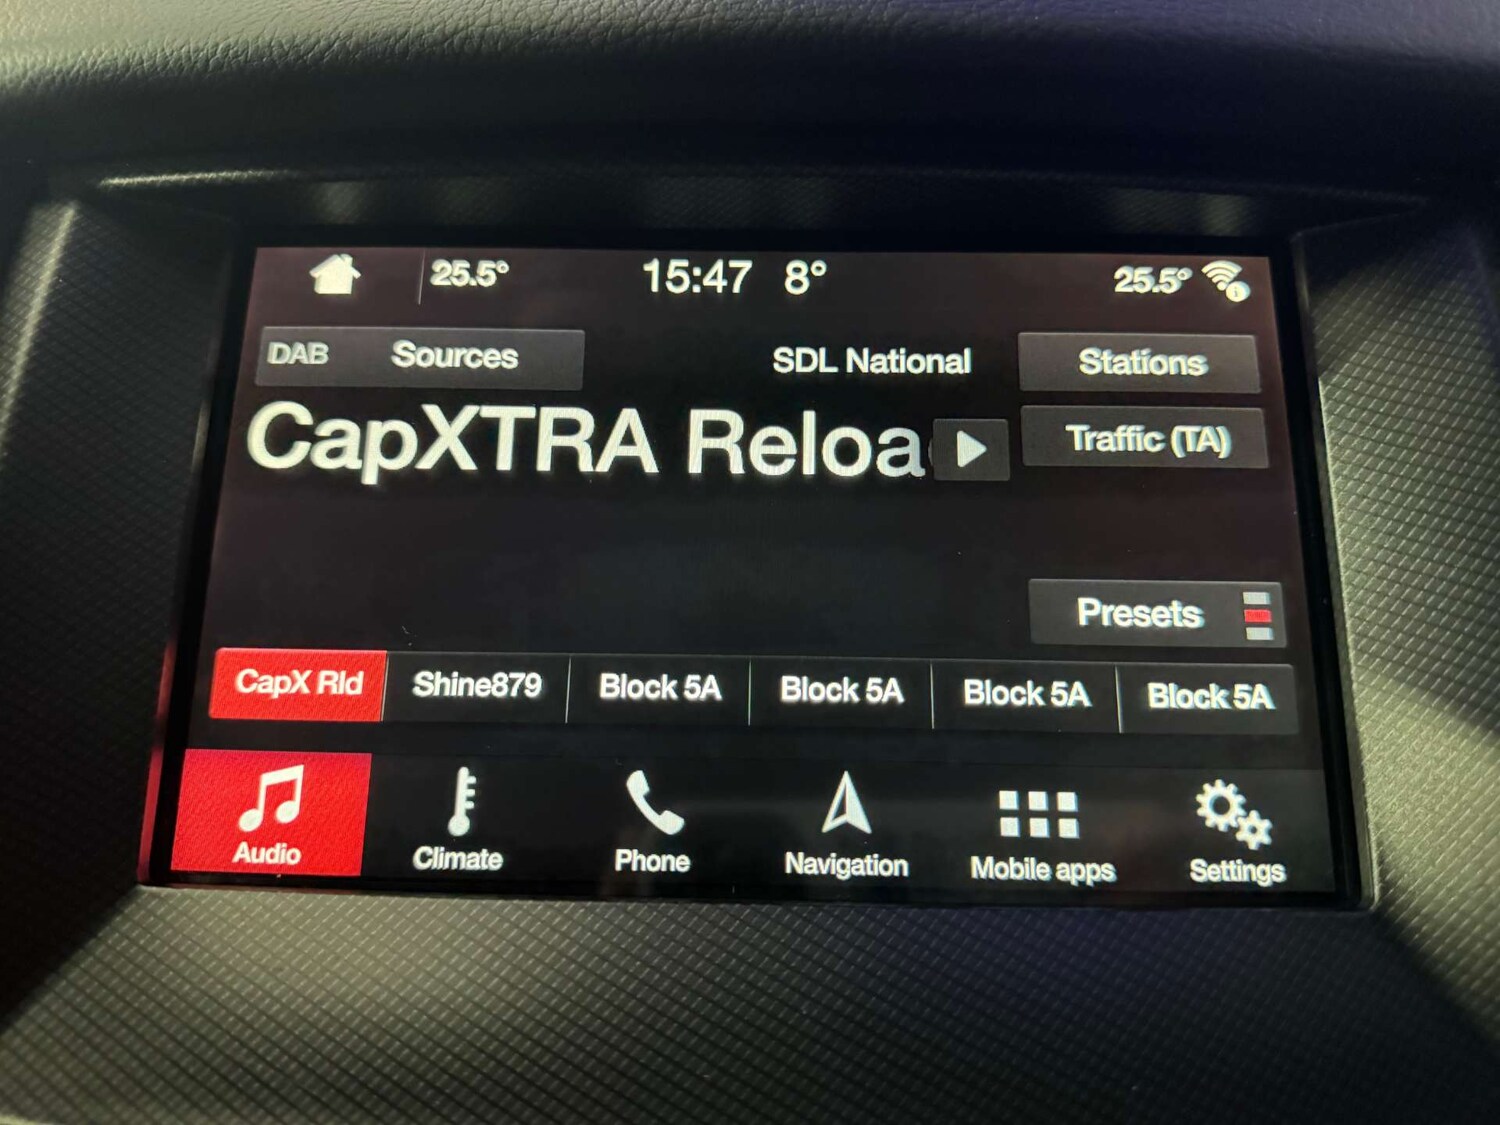 25.5° 15:47 8° 25.5°
DAB Sources SDL National Stations
CapXTRA Reloa Traffic (TA)
Presets
CapX Rld Shine879 Block 5A Block 5A Block 5A Block 5A
Audio Climate Phone Navigation Mobile apps Settings